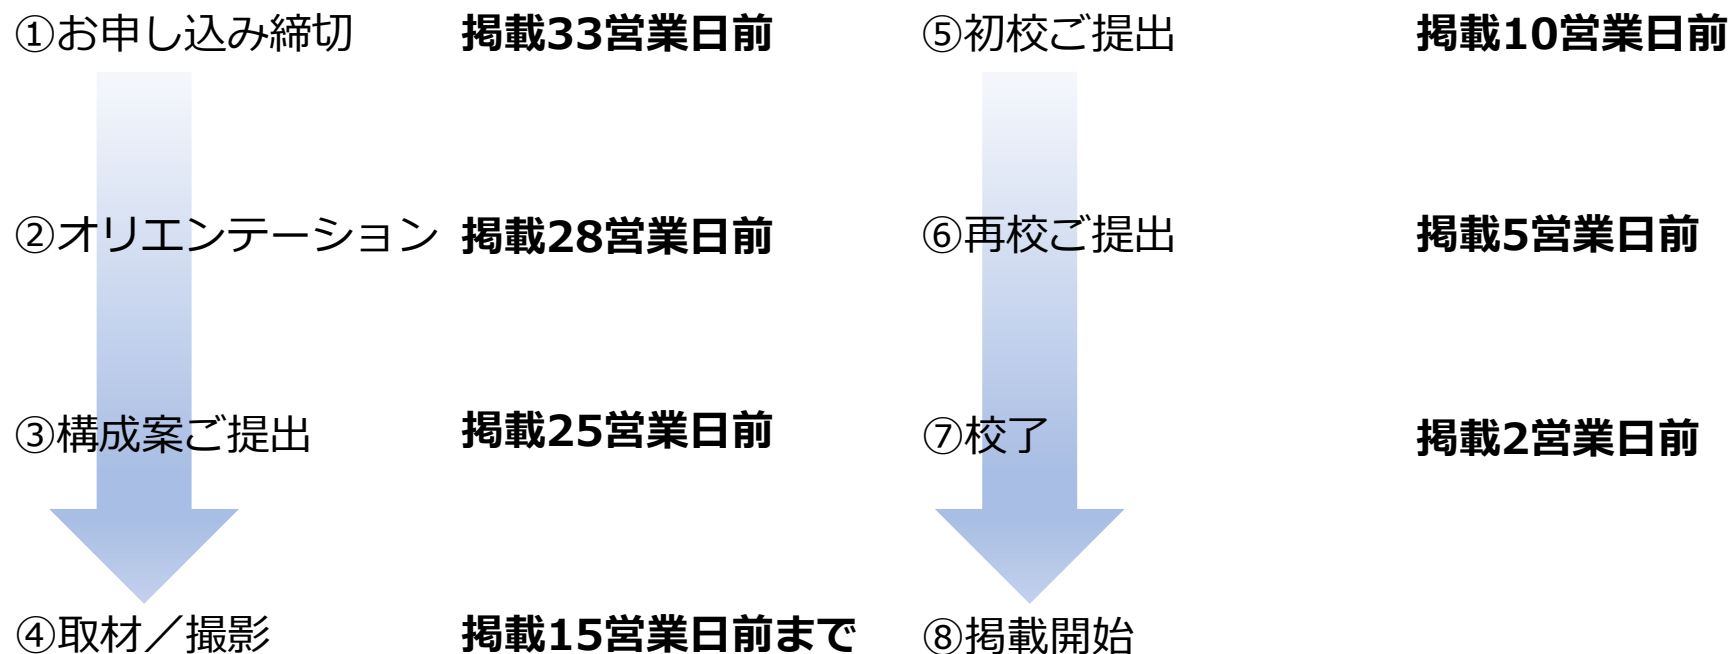 ①お申し込み締切 掲載33営業日前
②オリエンテーション 掲載28営業日前
③構成案ご提出 掲載25営業日前
④取材／撮影 掲載15営業日前まで
⑤初校ご提出 掲載10営業日前
⑥再校ご提出 掲載5営業日前
⑦校了 掲載2営業日前
⑧掲載開始